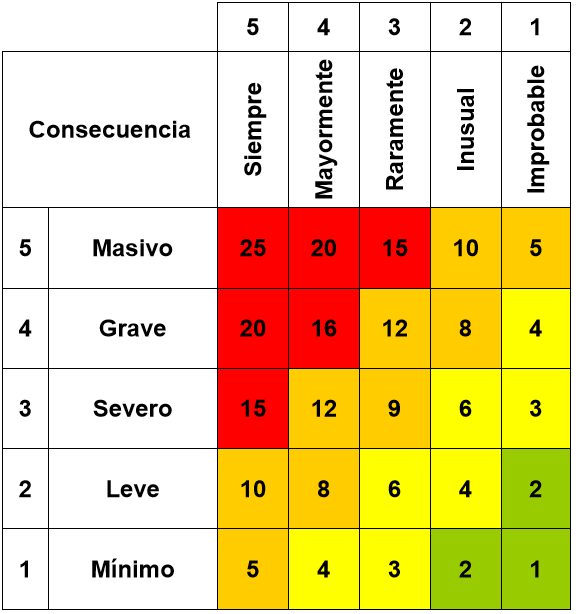 5 4 3 2 1
Consecuencia Siempre Mayormente Raramente Inusual Improbable
5 Masivo 25 20 15 10 5
4 Grave 20 16 12 8 4
3 Severo 15 12 9 6 3
2 Leve 10 8 6 4 2
1 Mínimo 5 4 3 2 1